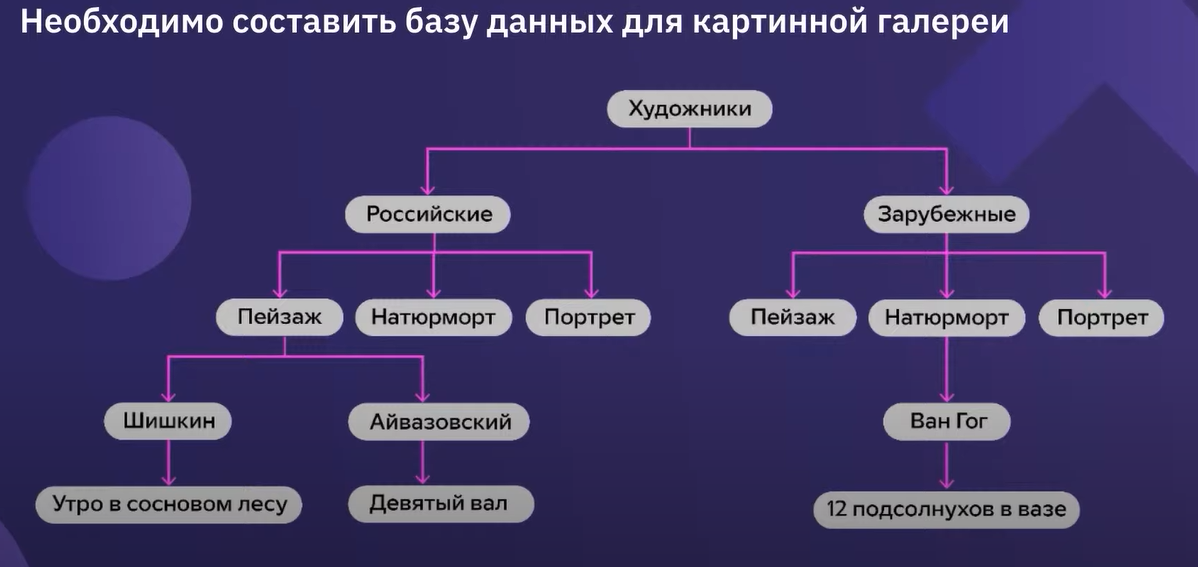 Необходимо составить базу данных для картинной галереи
Художники
Российские
Зарубежные
Пейзаж
Натюрморт
Портрет
Пейзаж
Натюрморт
Портрет
Шишкин
Айвазовский
Ван Гог
Утро в сосновом лесу
Девятый вал
12 подсолнухов в вазе